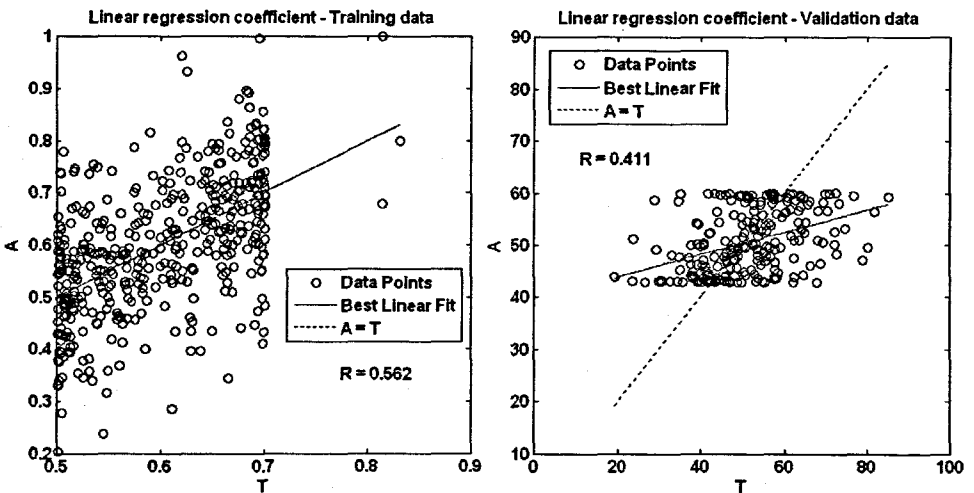 Linear regression coefficient - Training data
1
0.9
0.8
0.7
0.6
0.5
0.4
0.3
0.2
A
Data Points
Best Linear Fit
A = T
R = 0.562
0.5
0.6
0.7
0.8
0.9
T
Linear regression coefficient - Validation data
90
80
70
60
50
40
30
20
10
A
Data Points
Best Linear Fit
A = T
R = 0.411
0
20
40
60
80
100
T